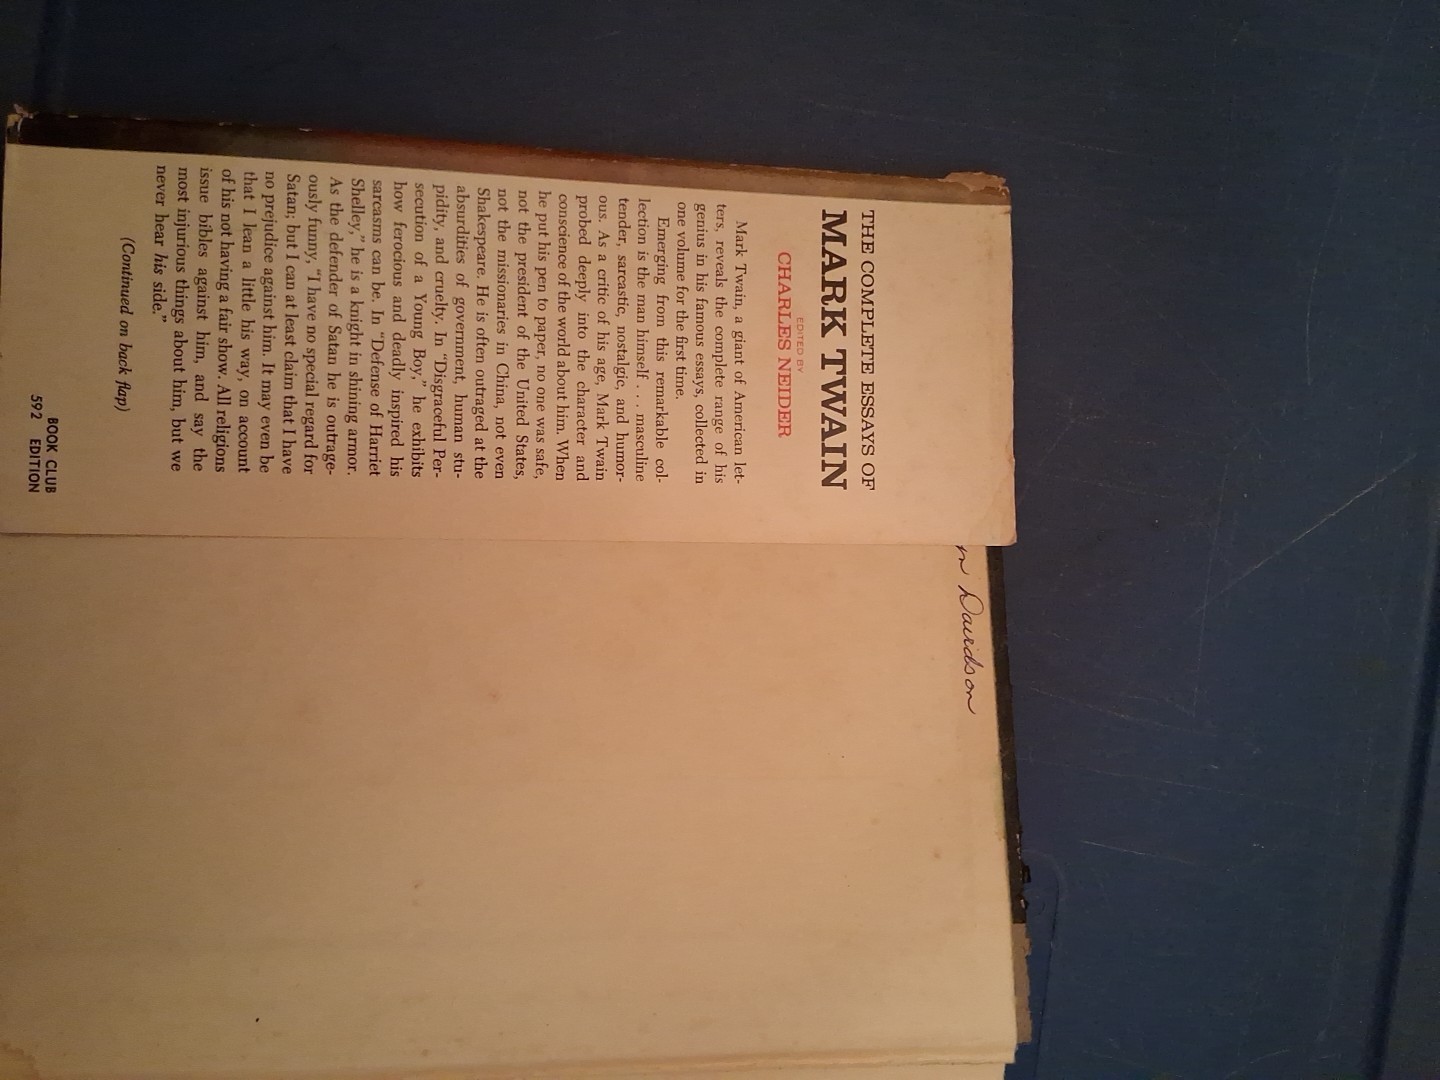 THE COMPLETE ESSAYS OF
MARK TWAIN
EDITED BY
CHARLES NEIDER
Mark Twain, a giant of American let-
ters, reveals the complete range of his
genius in his famous essays, collected in
one volume for the first time.
Emerging from this remarkable col-
lection is the man himself . . . masculine
tender, sarcastic, nostalgic, and humor-
ous. As a critic of his age, Mark Twain
probed deeply into the character and
conscience of the world about him. When
he put his pen to paper, no one was safe,
not the president of the United States,
not the missionaries in China, not even
Shakespeare. He is often outraged at the
absurdities of government, human stu-
pidity, and cruelty. In “Disgraceful Per-
secution of a Young Boy,” he exhibits
how ferocious and deadly inspired his
sarcasms can be. In “Defense of Harriet
Shelley,” he is a knight in shining armor.
As the defender of Satan he is outrage-
ously funny, “I have no special regard for
Satan; but I can at least claim that I have
no prejudice against him. It may even be
that I lean a little his way, on account
of his not having a fair show. All religions
issue bibles against him, and say the
most injurious things about him, but we
never hear his side.”
(Continued on back flap)
BOOK CLUB
592 EDITION
Davidson